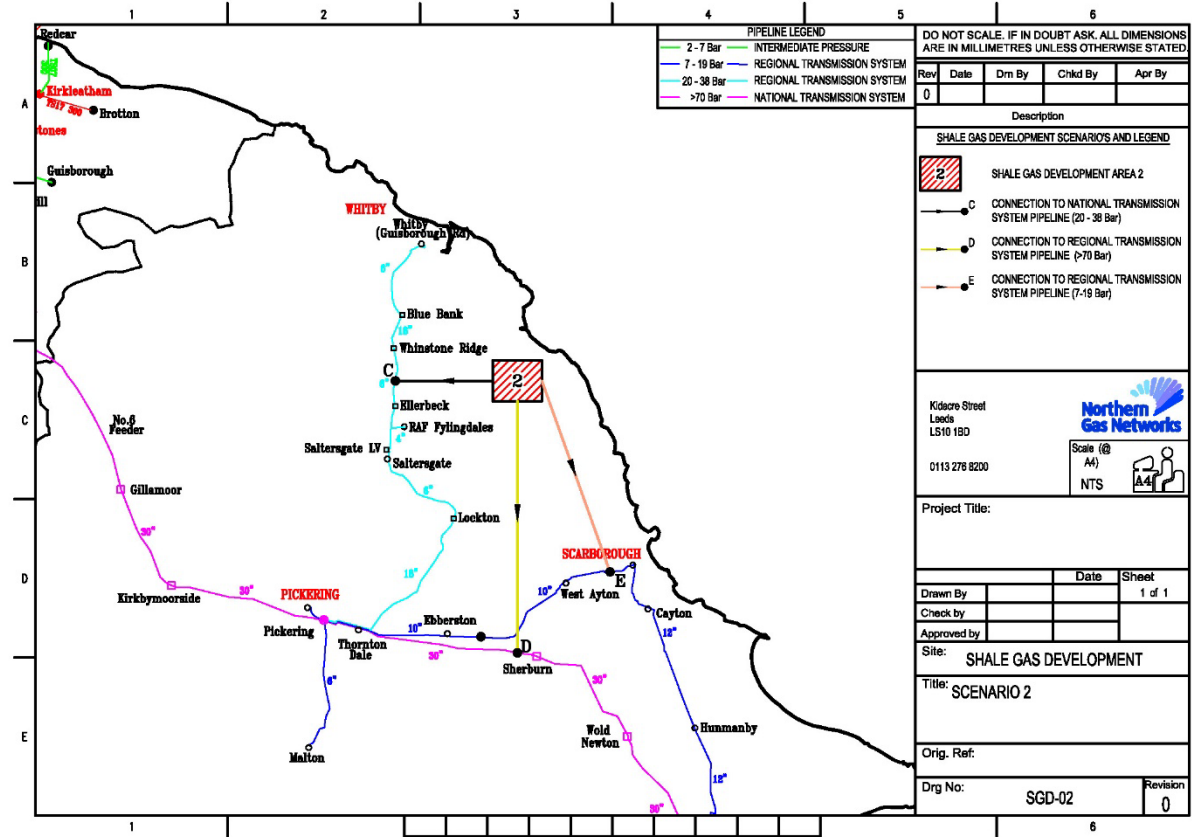 1 2 3 4 5 6
A
B
C
D
E
Redcar
Kirkleatham
Brotton
tones
Guisborough
ill
WHITBY
Whitby
(Guisborough Rd)
6"
Blue Bank
16"
Whinstone Ridge
C
6"
2
Ellerbeck
RAF Fylingdales
4"
Saltersgate LV
Saltersgate
6"
Lockton
16"
No.6
Feeder
Gillamoor
30"
Kirkbymoorside
30"
PICKERING
Pickering
Thornton
Dale
10"
Ebberston
30"
D
Sherburn
SCARBOROUGH
E
10"
West Ayton
Cayton
12"
6"
Malton
30"
Wold
Newton
Hunmanby
12"
30"
PIPELINE LEGEND
2 - 7 Bar INTERMEDIATE PRESSURE
7 - 19 Bar REGIONAL TRANSMISSION SYSTEM
20 - 38 Bar REGIONAL TRANSMISSION SYSTEM
>70 Bar NATIONAL TRANSMISSION SYSTEM
DO NOT SCALE. IF IN DOUBT ASK. ALL DIMENSIONS
ARE IN MILLIMETRES UNLESS OTHERWISE STATED.
Rev Date Drn By Chkd By Apr By
0
Description
SHALE GAS DEVELOPMENT SCENARIO'S AND LEGEND
2 SHALE GAS DEVELOPMENT AREA 2
C CONNECTION TO NATIONAL TRANSMISSION
SYSTEM PIPELINE (20 - 38 Bar)
D CONNECTION TO REGIONAL TRANSMISSION
SYSTEM PIPELINE (>70 Bar)
E CONNECTION TO REGIONAL TRANSMISSION
SYSTEM PIPELINE (7-19 Bar)
Kidacre Street
Leeds
LS10 1BD
0113 276 8200
Northern
Gas Networks
Scale (@
A4)
NTS
A4
Project Title:
Date Sheet
Drawn By 1 of 1
Check by
Approved by
Site: SHALE GAS DEVELOPMENT
Title: SCENARIO 2
Orig. Ref:
Drg No: SGD-02
Revision
0
1 6